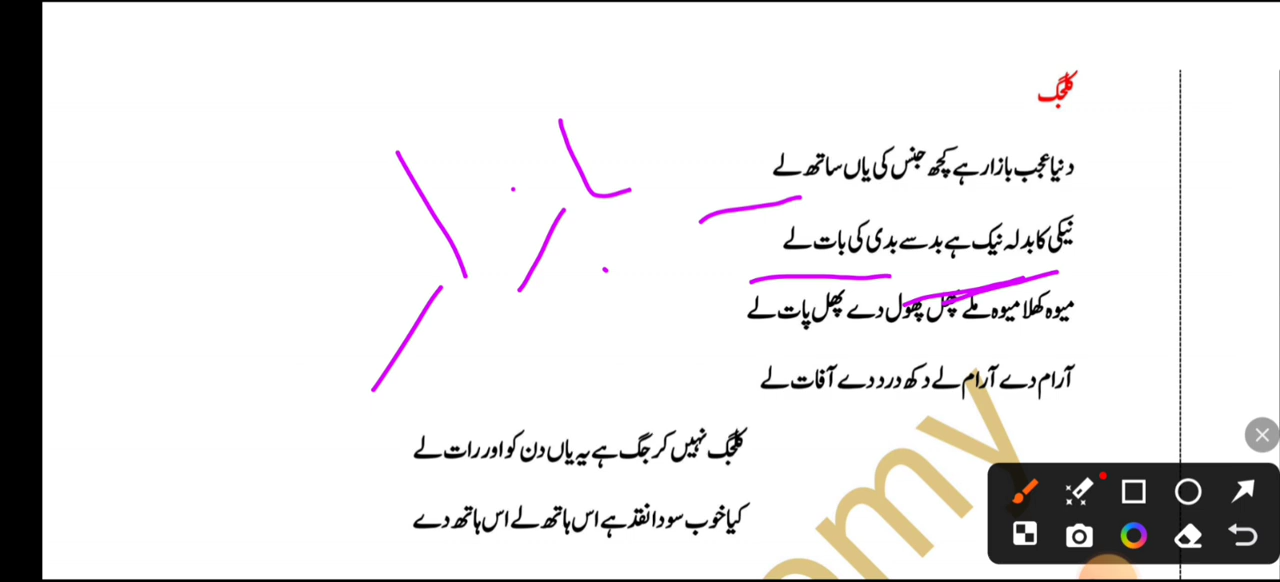 کلجگ
دنیا عجب بازار ہے کچھ جنس کی یاں ساتھ لے
نیکی کا بدلہ نیک ہے بد سے بدی کی بات لے
میوہ کھلا میوہ ملے پھل پھول دے پھل پات لے
آرام دے آرام لے دکھ درد دے آفات لے
کلجگ نہیں کرجگ ہے یہ یاں دن کو اور رات لے
کیا خوب سودا نقد ہے اس ہاتھ لے اس ہاتھ دے
omy